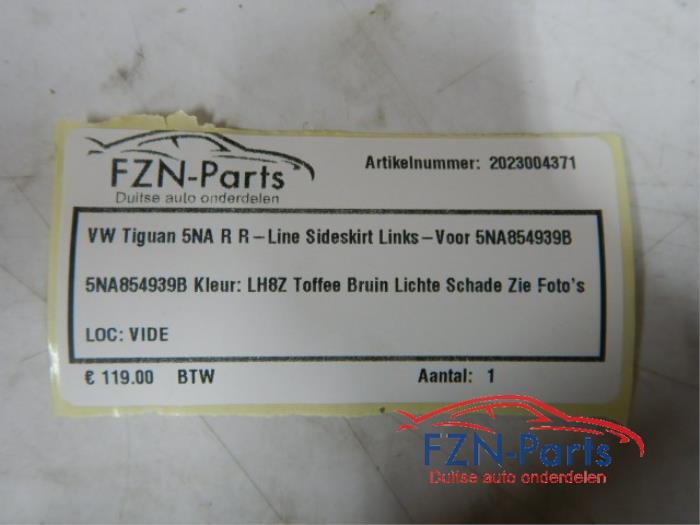 FZN-Parts
Duitse auto onderdelen
Artikelnummer: 2023004371
VW Tiguan 5NA R R-Line Sideskirt Links-Voor 5NA854939B
5NA854939B Kleur: LH8Z Toffee Bruin Lichte Schade Zie Foto's
LOC: VIDE
€ 119.00 BTW
Aantal: 1
FZN-Parts
Duitse auto onderdelen